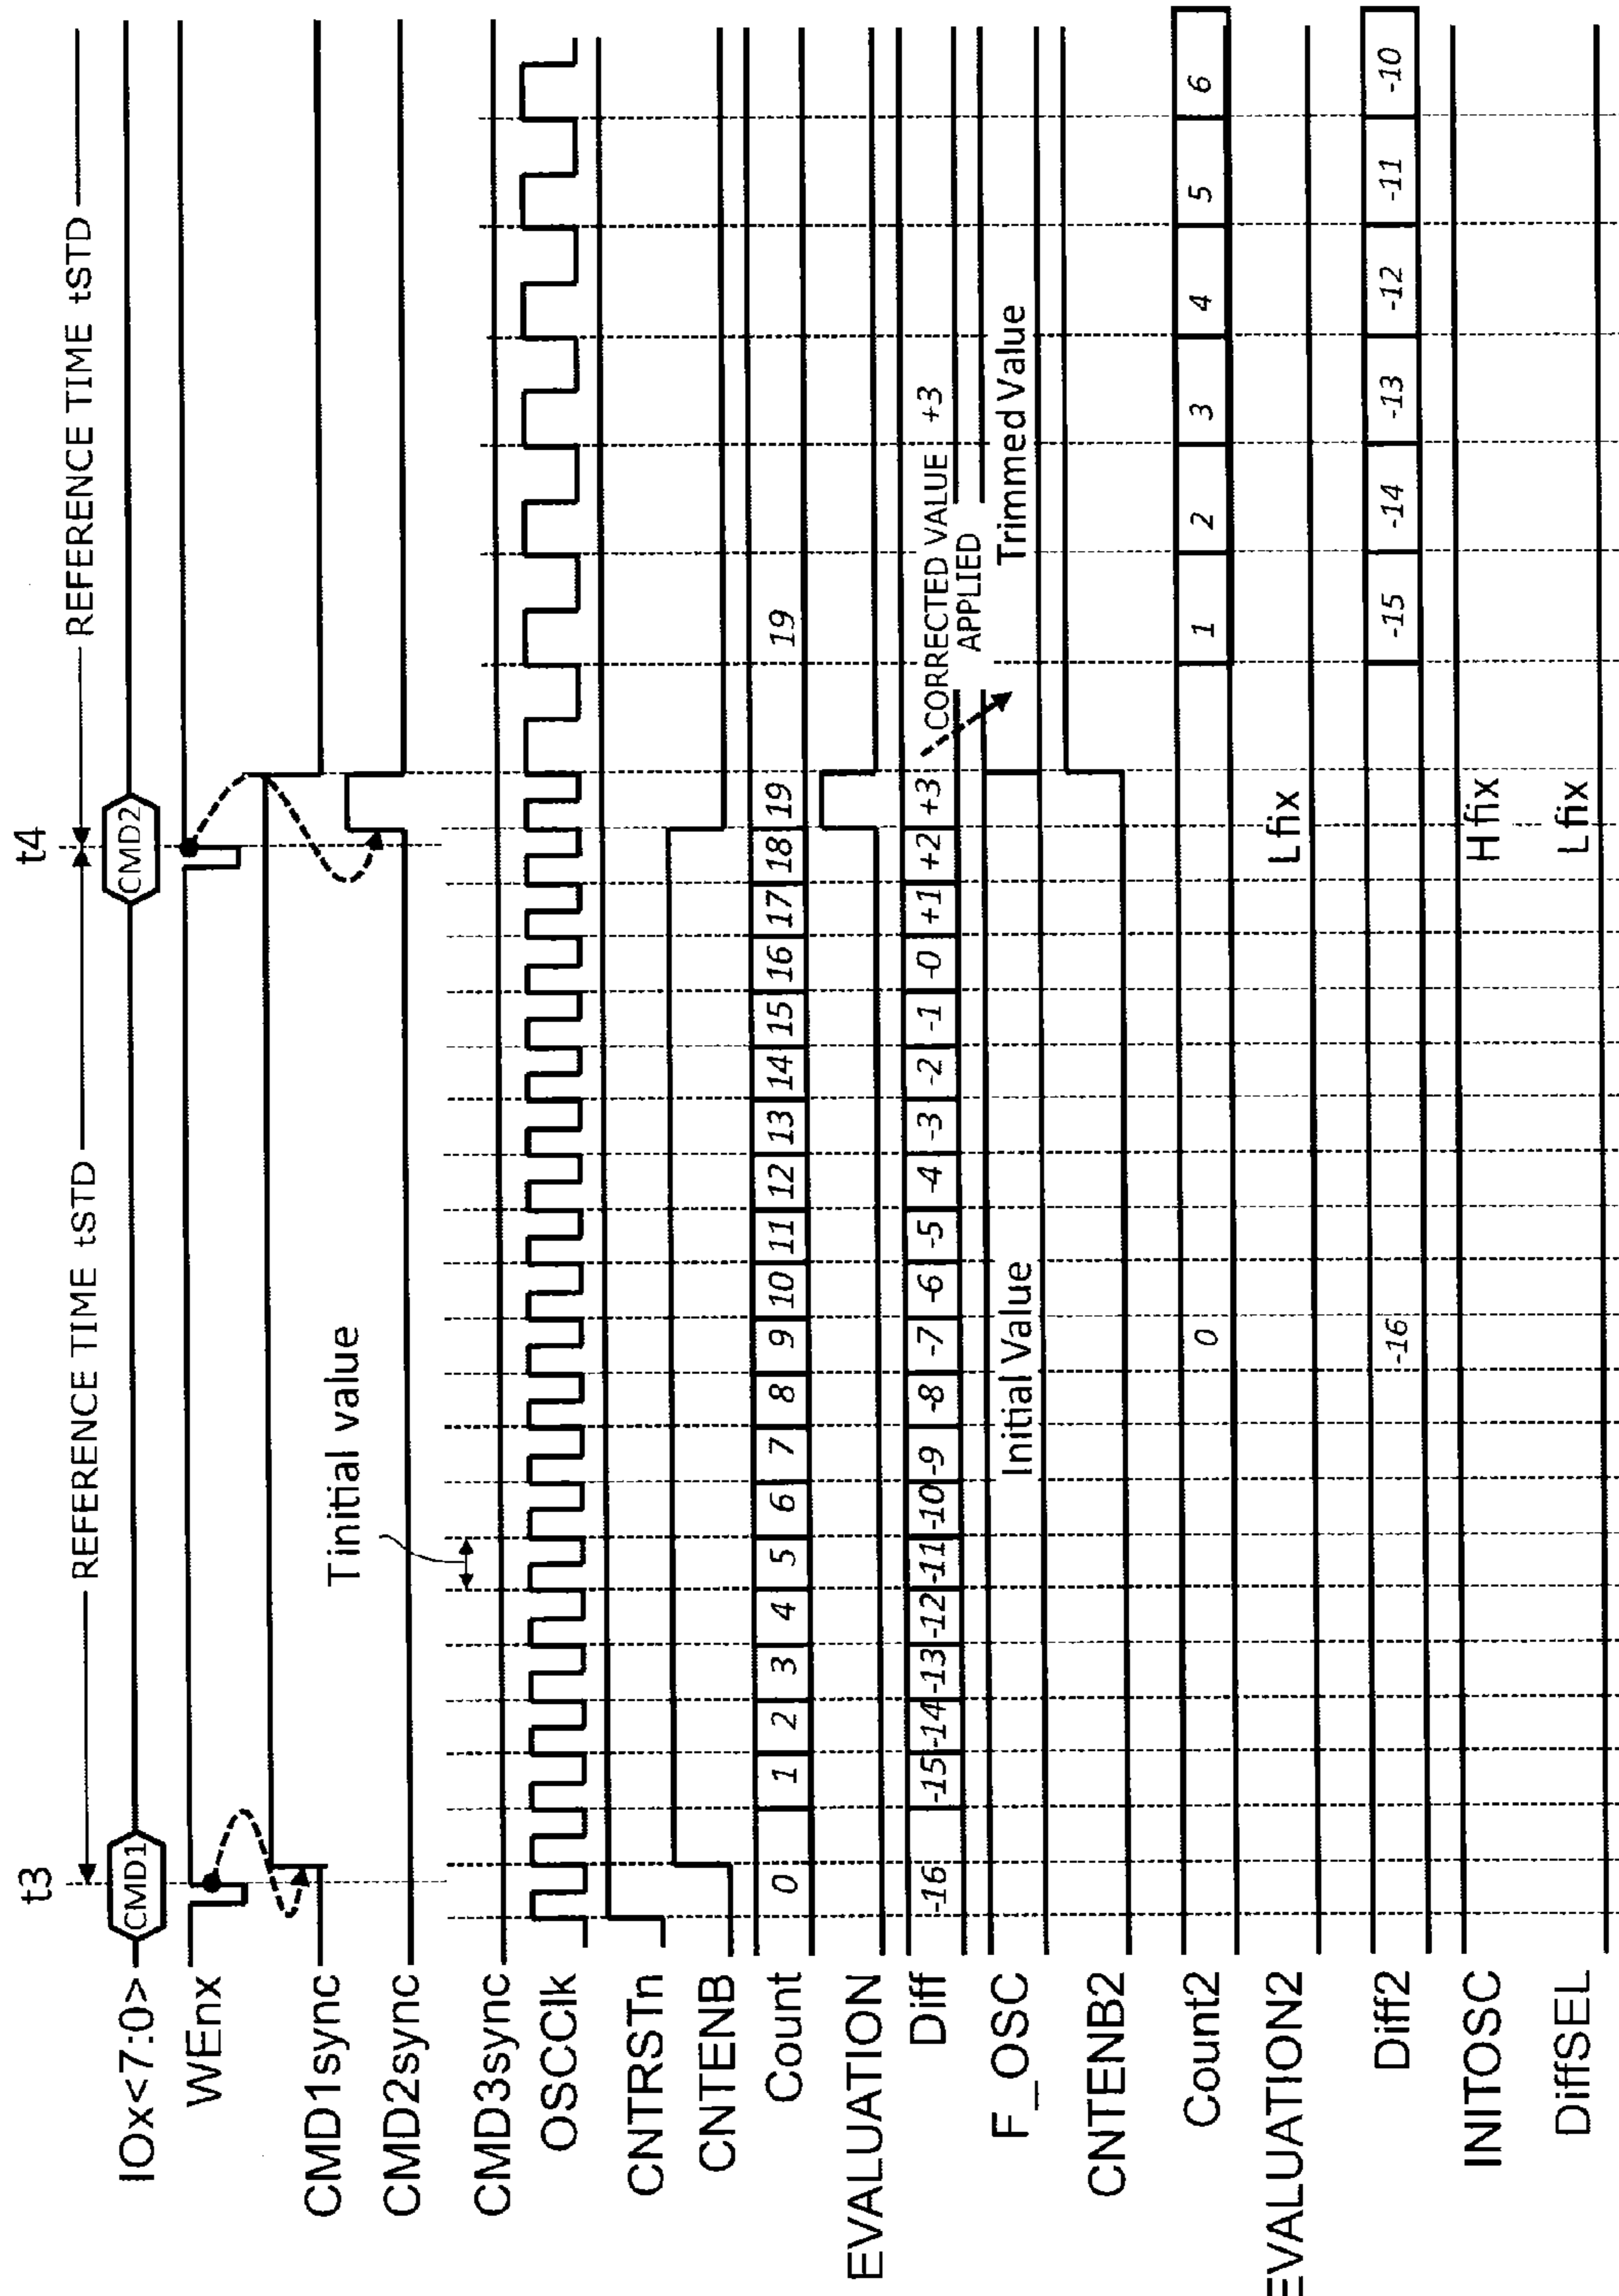 t3
t4
REFERENCE TIME tSTD
REFERENCE TIME tSTD
IOx<7:0>
CMD1
CMD2
WEnx
CMD1sync
Tinitial value
CMD2sync
CMD3sync
OSCClk
CNTRSTn
CNTENB
Count
0 1 2 3 4 5 6 7 8 9 10 11 12 13 14 15 16 17 18 19 19
EVALUATION
Diff
-16 -15 -14 -13 -12 -11 -10 -9 -8 -7 -6 -5 -4 -3 -2 -1 -0 +1 +2 +3 +3
CORRECTED VALUE
APPLIED
F_OSC
Initial Value
Trimmed Value
CNTENB2
Count2
0 1 2 3 4 5 6
EVALUATION2
Lfix
Diff2
-16 -15 -14 -13 -12 -11 -10
INITOSC
Hfix
DiffSEL
Lfix